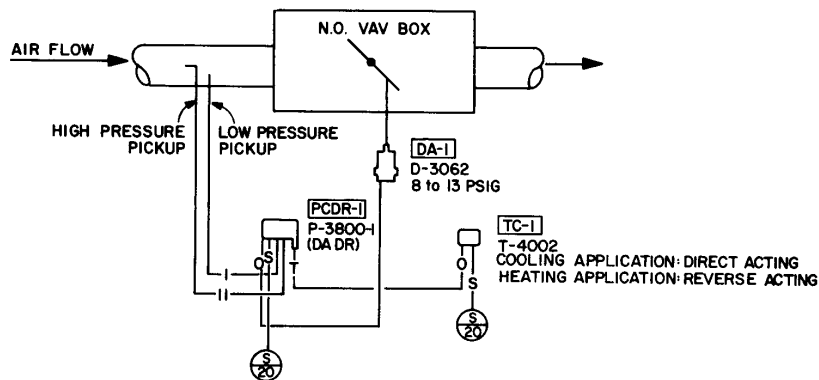 N.O. VAV BOX
AIR FLOW
HIGH PRESSURE
PICKUP
LOW PRESSURE
PICKUP
DA-1
D-3062
8 to 13 PSIG
PCDR-1
P-3800-1
(DA DR)
TC-1
T-4002
COOLING APPLICATION: DIRECT ACTING
HEATING APPLICATION: REVERSE ACTING
O
S
T
O
S
I
II
S
20
S
20